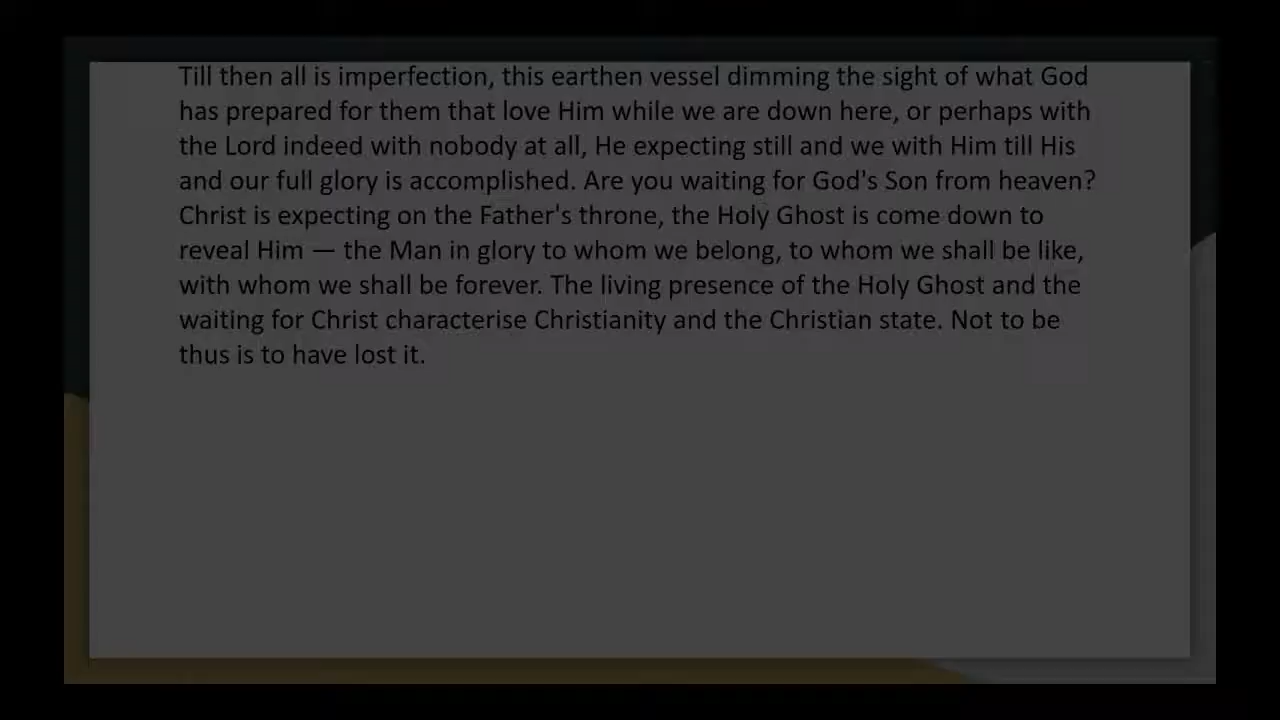 Till then all is imperfection, this earthen vessel dimming the sight of what God
has prepared for them that love Him while we are down here, or perhaps with
the Lord indeed with nobody at all, He expecting still and we with Him till His
and our full glory is accomplished. Are you waiting for God's Son from heaven?
Christ is expecting on the Father's throne, the Holy Ghost is come down to
reveal Him — the Man in glory to whom we belong, to whom we shall be like,
with whom we shall be forever. The living presence of the Holy Ghost and the
waiting for Christ characterise Christianity and the Christian state. Not to be
thus is to have lost it.